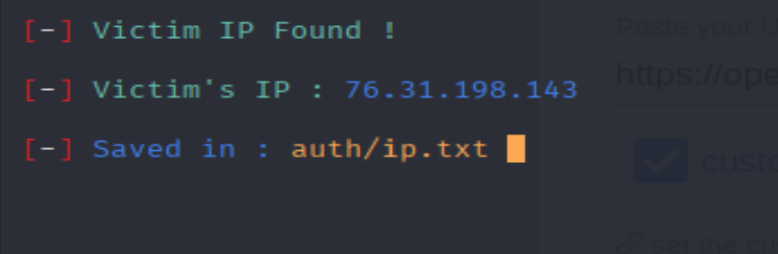 [-] Victim IP Found !
Paste your
[-] Victim's IP : 76.31.198.143
https://ope
[-] Saved in : auth/ip.txt
custo
set the cu